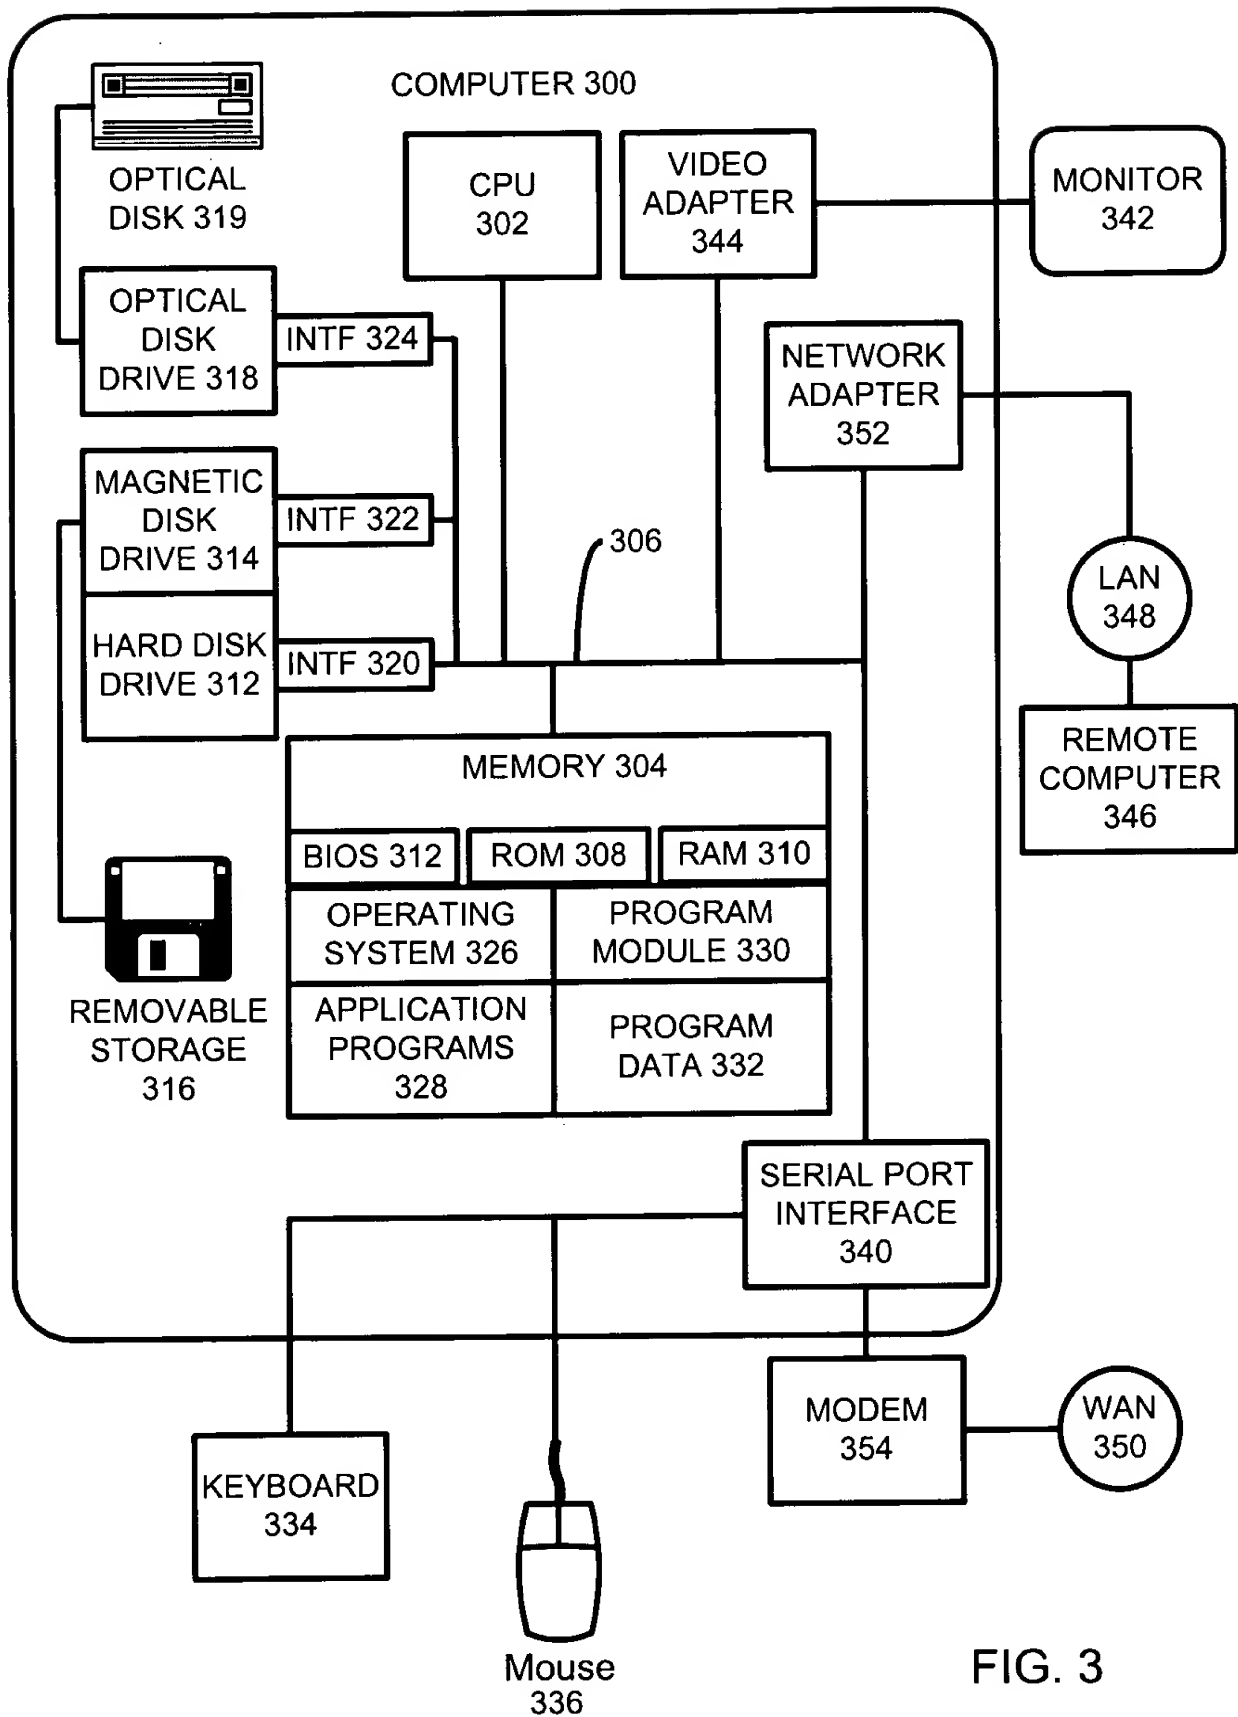 COMPUTER 300
OPTICAL
DISK 319
CPU
302
VIDEO
ADAPTER
344
MONITOR
342
OPTICAL
DISK
DRIVE 318
INTF 324
NETWORK
ADAPTER
352
MAGNETIC
DISK
DRIVE 314
INTF 322
306
LAN
348
HARD DISK
DRIVE 312
INTF 320
REMOTE
COMPUTER
346
MEMORY 304
BIOS 312
ROM 308
RAM 310
OPERATING
SYSTEM 326
PROGRAM
MODULE 330
REMOVABLE
STORAGE
316
APPLICATION
PROGRAMS
328
PROGRAM
DATA 332
SERIAL PORT
INTERFACE
340
MODEM
354
WAN
350
KEYBOARD
334
Mouse
336
FIG. 3